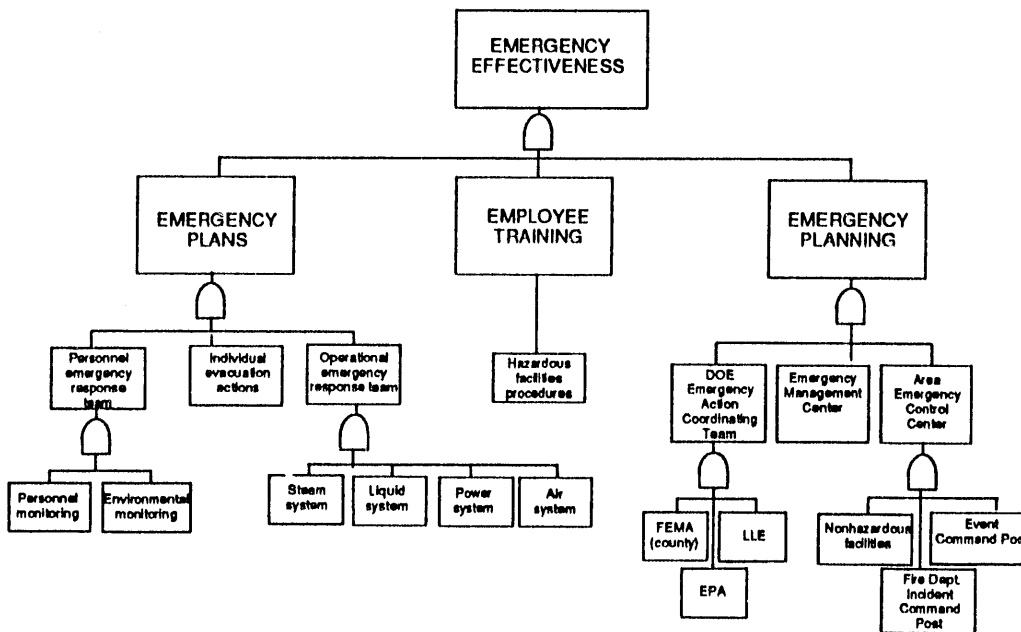 EMERGENCY
EFFECTIVENESS
EMERGENCY
PLANS
EMPLOYEE
TRAINING
EMERGENCY
PLANNING
Personnel
emergency
response
team
Individual
evacuation
actions
Operational
emergency
response team
Hazardous
facilities
procedures
DOE
Emergency
Action
Coordinating
Team
Emergency
Management
Center
Area
Emergency
Control
Center
Personnel
monitoring
Environmental
monitoring
Steam
system
Liquid
system
Power
system
Air
system
FEMA
(county)
LLE
EPA
Nonhazardous
facilities
Event
Command Post
Fire Dept.
Incident
Command
Post